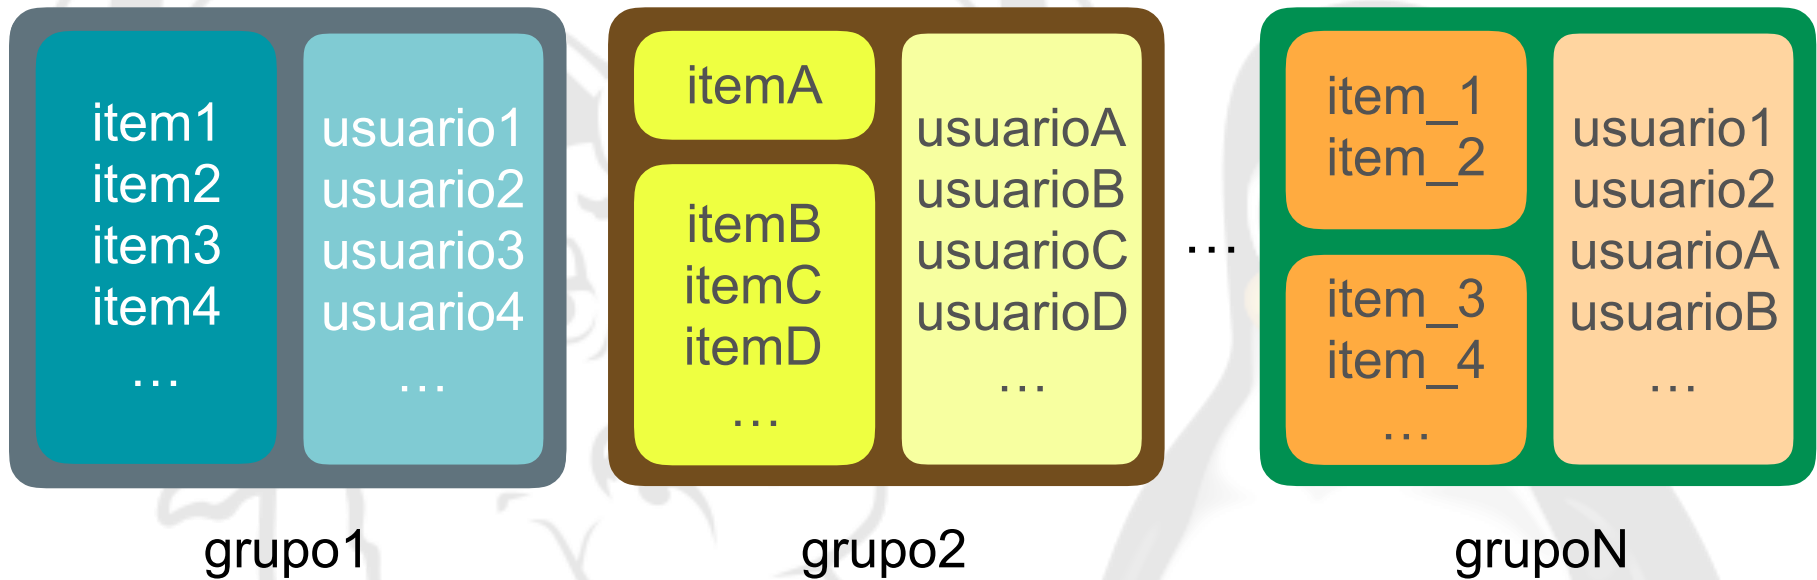 item1
item2
item3
item4
...
usuario1
usuario2
usuario3
usuario4
...
grupo1
itemA
itemB
itemC
itemD
...
usuarioA
usuarioB
usuarioC
usuarioD
...
grupo2
...
item_1
item_2
item_3
item_4
...
usuario1
usuario2
usuarioA
usuarioB
...
grupoN